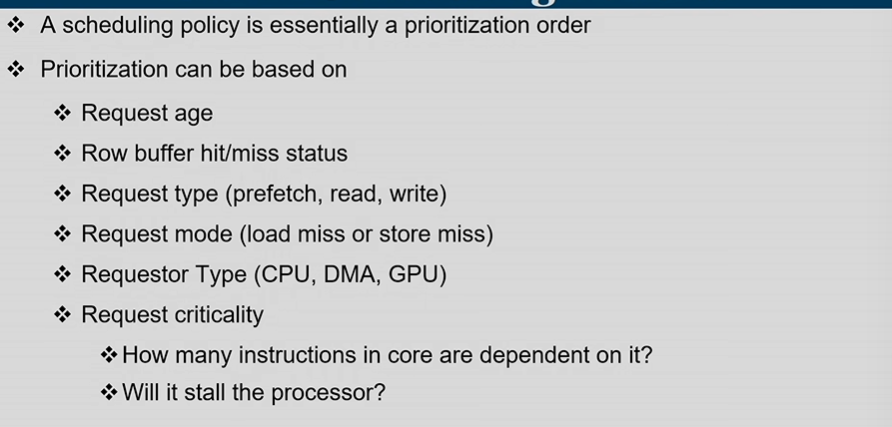 A scheduling policy is essentially a prioritization order
Prioritization can be based on
Request age
Row buffer hit/miss status
Request type (prefetch, read, write)
Request mode (load miss or store miss)
Requestor Type (CPU, DMA, GPU)
Request criticality
How many instructions in core are dependent on it?
Will it stall the processor?